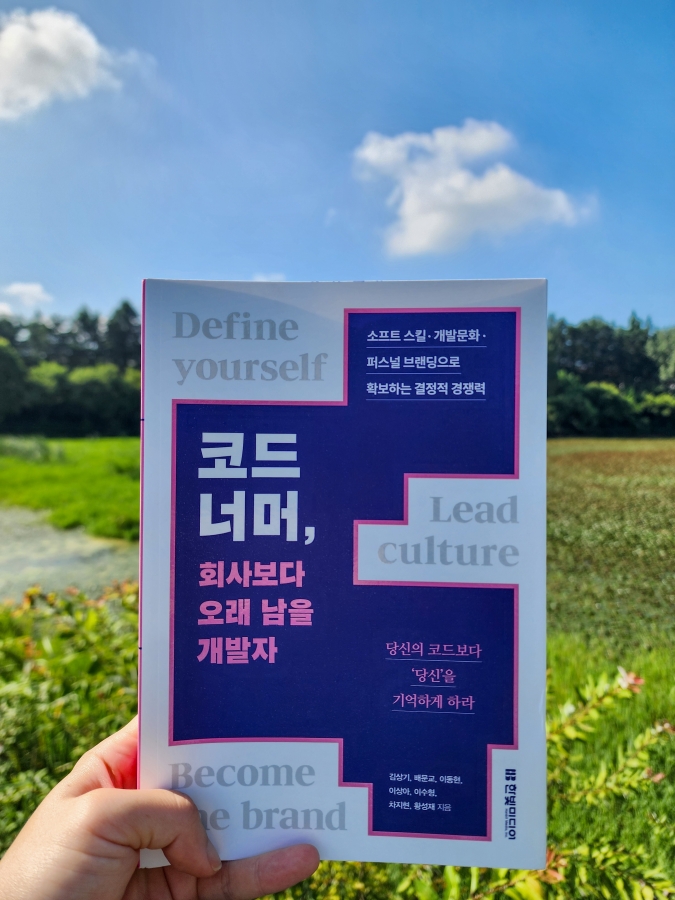 Define
yourself
소프트 스킬 · 개발문화 ·
퍼스널 브랜딩으로
확보하는 결정적 경쟁력
코드
너머,
회사보다
오래 남을
개발자
Lead
culture
당신의 코드보다
‘당신’을
기억하게 하라
Become
brand
김상기, 배문교, 이동현,
이상아, 이수형,
차지현, 황성재 지음
한빛미디어